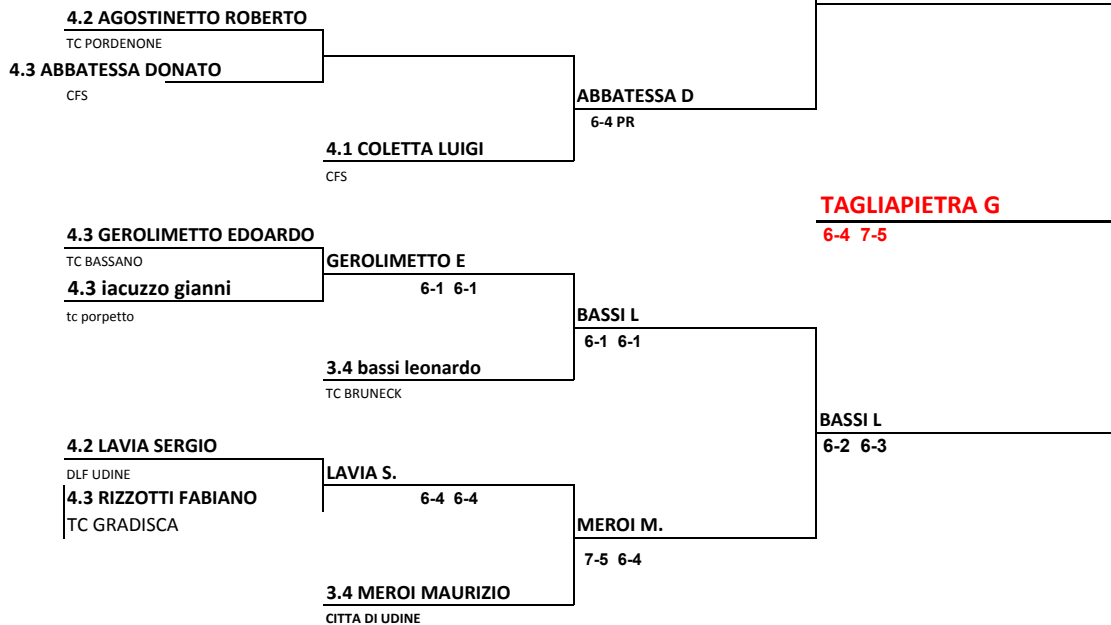 4.2 AGOSTINETTO ROBERTO
TC PORDENONE
4.3 ABBATESSA DONATO
CFS
ABBATESSA D
6-4 PR
4.1 COLETTA LUIGI
CFS
TAGLIAPIETRA G
6-4 7-5
4.3 GEROLIMETTO EDOARDO
TC BASSANO
GEROLIMETTO E
4.3 iacuzzo gianni
6-1 6-1
tc porpetto
BASSI L
6-1 6-1
3.4 bassi leonardo
TC BRUNECK
BASSI L
6-2 6-3
4.2 LAVIA SERGIO
DLF UDINE
LAVIA S.
4.3 RIZZOTTI FABIANO
6-4 6-4
TC GRADISCA
MEROI M.
7-5 6-4
3.4 MEROI MAURIZIO
CITTA DI UDINE